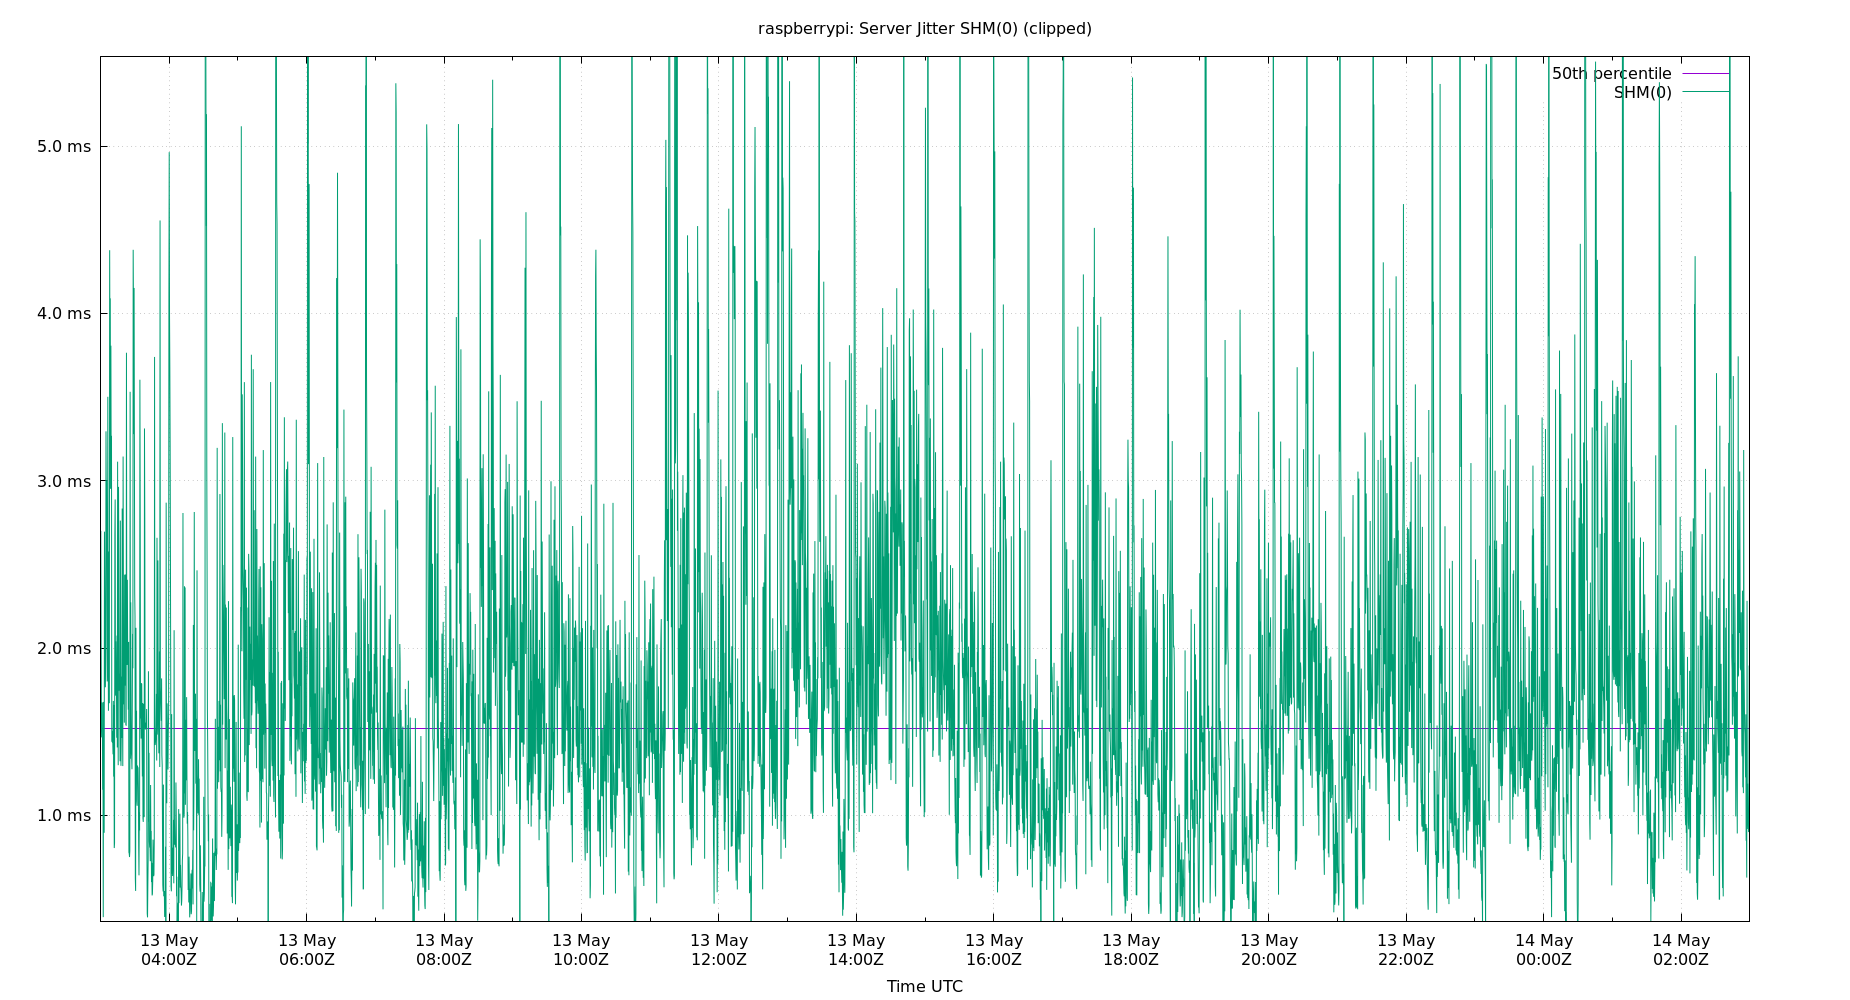 raspberrypi: Server Jitter SHM(0) (clipped)
50th percentile
SHM(0)
5.0 ms
4.0 ms
3.0 ms
2.0 ms
1.0 ms
13 May 13 May 13 May 13 May 13 May 13 May 13 May 13 May 13 May 13 May 14 May 14 May
04:00Z 06:00Z 08:00Z 10:00Z 12:00Z 14:00Z 16:00Z 18:00Z 20:00Z 22:00Z 00:00Z 02:00Z
Time UTC